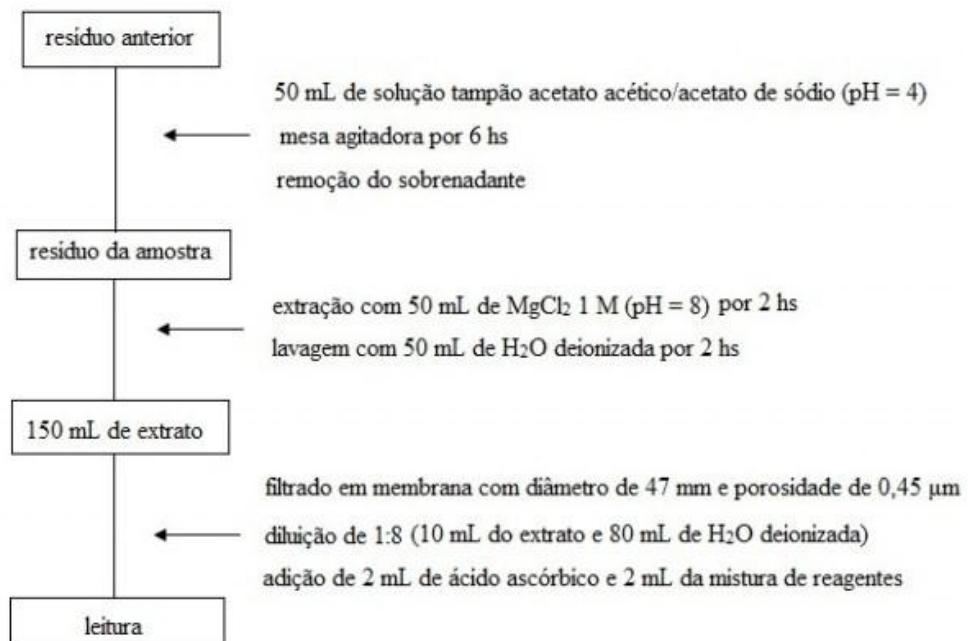 resíduo anterior
50 mL de solução tampão acetato acético/acetato de sódio (pH = 4)
mesa agitadora por 6 hs
remoção do sobrenadante
resíduo da amostra
extração com 50 mL de MgCl2 1 M (pH = 8) por 2 hs
lavagem com 50 mL de H2O deionizada por 2 hs
150 mL de extrato
filtrado em membrana com diâmetro de 47 mm e porosidade de 0,45 µm
diluição de 1:8 (10 mL do extrato e 80 mL de H2O deionizada)
adição de 2 mL de ácido ascórbico e 2 mL da mistura de reagentes
leitura